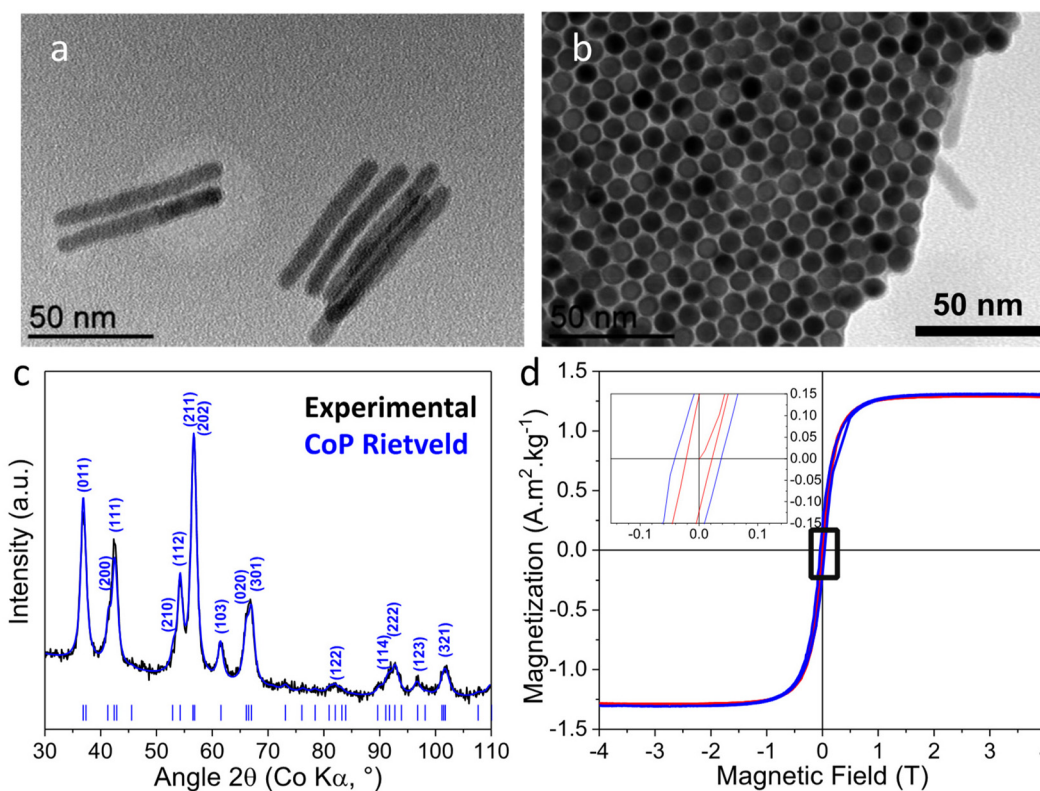 a
50 nm
b
50 nm
50 nm
c
Intensity (a.u.)
Experimental
CoP Rietveld
(011)
(200)
(111)
(210)
(112)
(211)
(202)
(103)
(020)
(301)
(122)
(114)
(222)
(123)
(321)
30 40 50 60 70 80 90 100 110
Angle 2θ (Co Kα, °)
d
Magnetization (A.m².kg⁻¹)
1.5
1.0
0.5
0.0
-0.5
-1.0
-1.5
0.15
0.10
0.05
0.00
-0.05
-0.10
-0.15
-0.1 0.0 0.1
-4 -3 -2 -1 0 1 2 3 4
Magnetic Field (T)